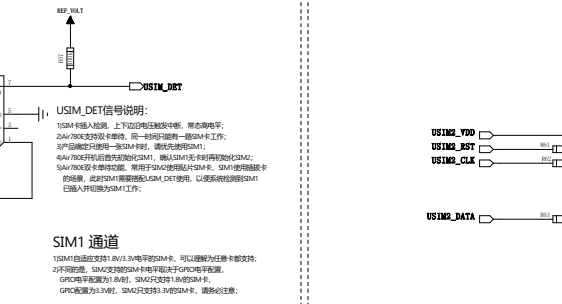 REF_VOLT
R57
7
USIM_DET
5
3
1
USIM_DET信号说明:
1)SIM卡插入检测，上下边沿电压触发中断，常态高电平;
2)Air780E支持双卡单待，同一时间只能有一路SIM卡工作;
3)产品确定只使用一张SIM卡时，请优先使用SIM1;
4)Air780E开机后首先初始化SIM1，确认SIM1无卡时再初始化SIM2;
5)Air780E双卡单待功能，常用于SIM2使用贴片SIM卡，SIM1使用插拔卡
的场景，此时SIM1需要搭配USIM_DET使用，以便系统检测到SIM1
已插入并切换为SIM1工作;
SIM1 通道
1)SIM1自适应支持1.8V/3.3V电平的SIM卡，可以理解为任意卡都支持;
2)不同的是，SIM2支持的SIM卡电平取决于GPIO电平配置，
GPIO电平配置为1.8V时，SIM2只支持1.8V的SIM卡，
GPIO配置为3.3V时，SIM2只支持3.3V的SIM卡，请务必注意;
USIM2_VDD
USIM2_RST
R61
USIM2_CLK
R62
USIM2_DATA
R63